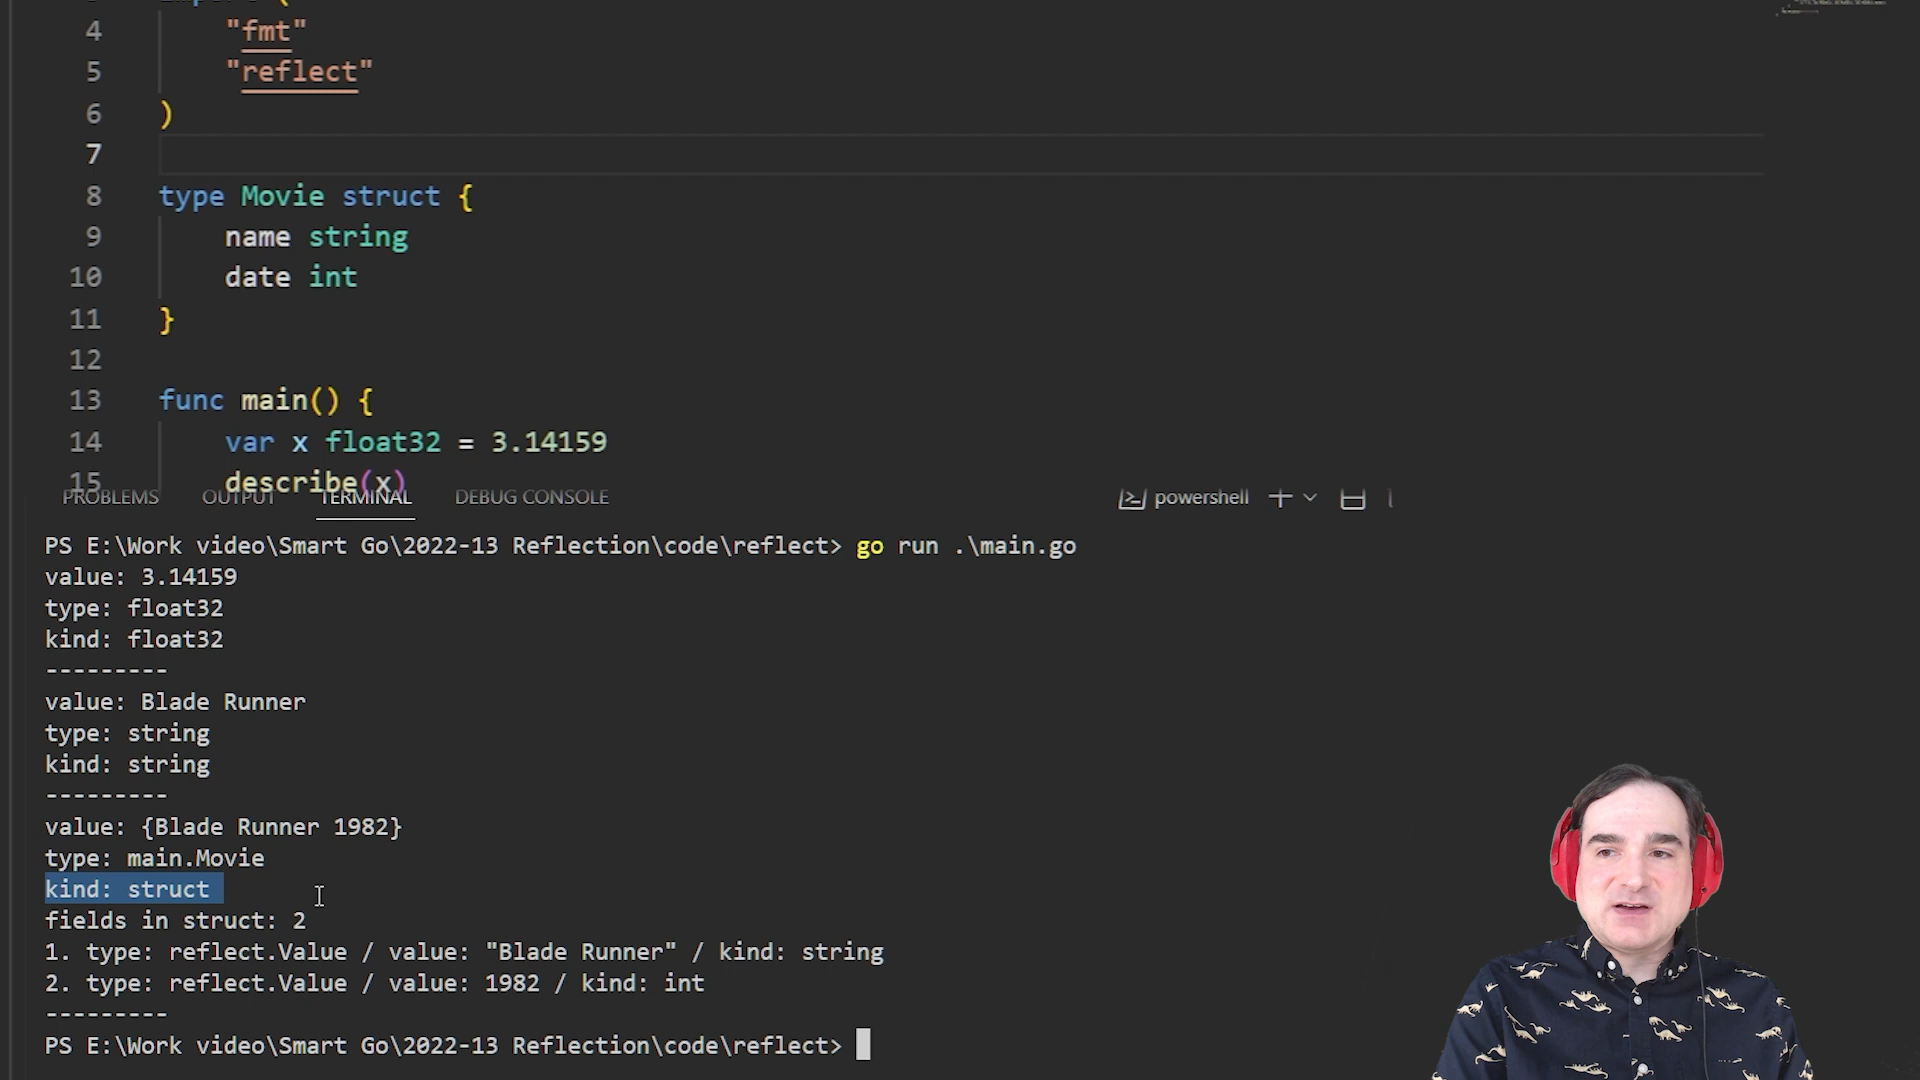 import (
4 "fmt"
5 "reflect"
6 )
7
8 type Movie struct {
9 name string
10 date int
11 }
12
13 func main() {
14 var x float32 = 3.14159
15 describe(x)
PROBLEMS OUTPUT TERMINAL DEBUG CONSOLE powershell
PS E:\Work video\Smart Go\2022-13 Reflection\code\reflect> go run .\main.go
value: 3.14159
type: float32
kind: float32
---------
value: Blade Runner
type: string
kind: string
---------
value: {Blade Runner 1982}
type: main.Movie
kind: struct
fields in struct: 2
1. type: reflect.Value / value: "Blade Runner" / kind: string
2. type: reflect.Value / value: 1982 / kind: int
---------
PS E:\Work video\Smart Go\2022-13 Reflection\code\reflect>